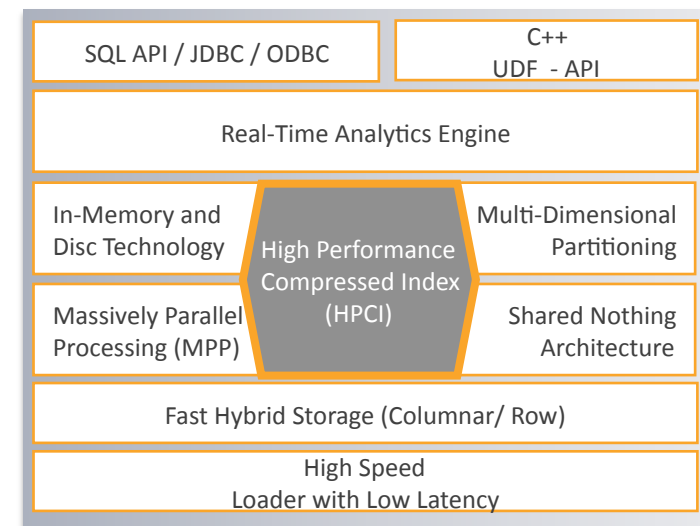 SQL API / JDBC / ODBC
C++
UDF - API
Real-Time Analytics Engine
In-Memory and
Disc Technology
High Performance
Compressed Index
(HPCI)
Multi-Dimensional
Partitioning
Massively Parallel
Processing (MPP)
Shared Nothing
Architecture
Fast Hybrid Storage (Columnar/ Row)
High Speed
Loader with Low Latency